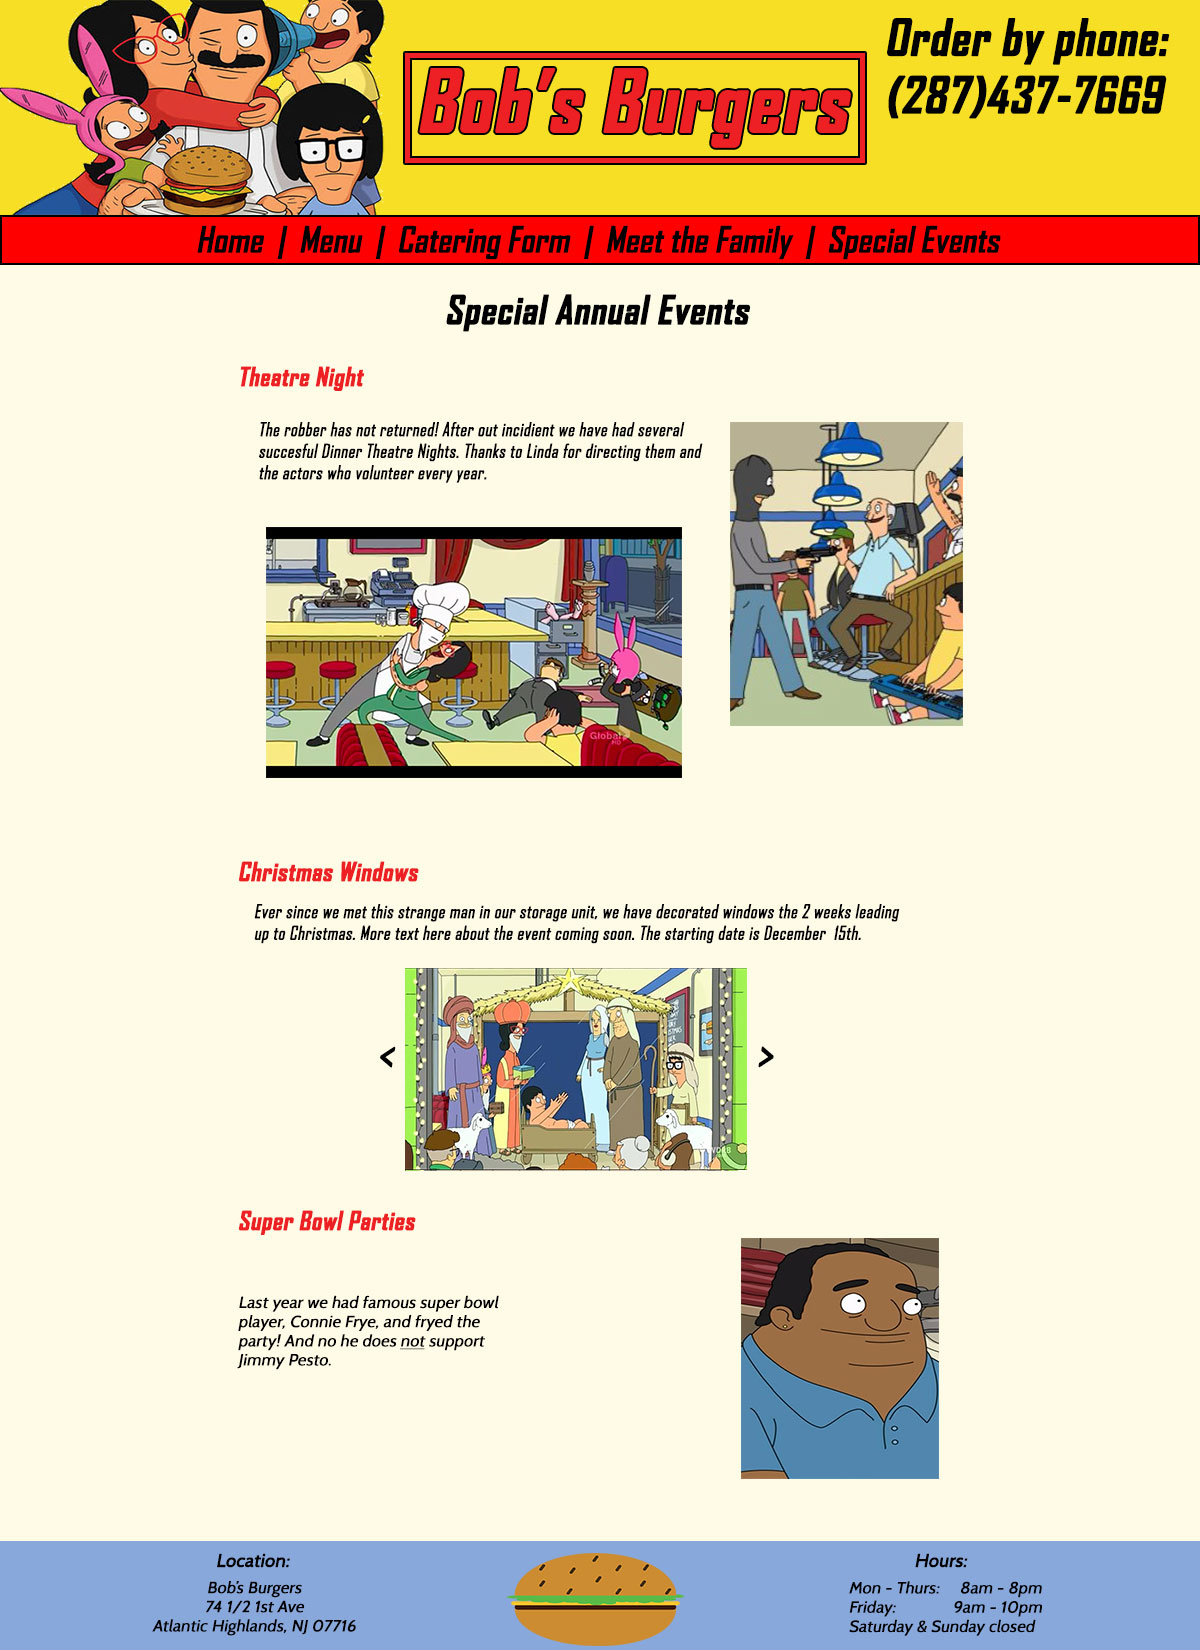 Order by phone:
(287)437-7669
Bob's Burgers
Home | Menu | Catering Form | Meet the Family | Special Events
Special Annual Events
Theatre Night
The robber has not returned! After out incidient we have had several
succesful Dinner Theatre Nights. Thanks to Linda for directing them and
the actors who volunteer every year.
Global
HD
Christmas Windows
Ever since we met this strange man in our storage unit, we have decorated windows the 2 weeks leading
up to Christmas. More text here about the event coming soon. The starting date is December 15th.
< >
Super Bowl Parties
Last year we had famous super bowl
player, Connie Frye, and fryed the
party! And no he does not support
Jimmy Pesto.
Location:
Bob's Burgers
74 1/2 1st Ave
Atlantic Highlands, NJ 07716
Hours:
Mon - Thurs: 8am - 8pm
Friday: 9am - 10pm
Saturday & Sunday closed